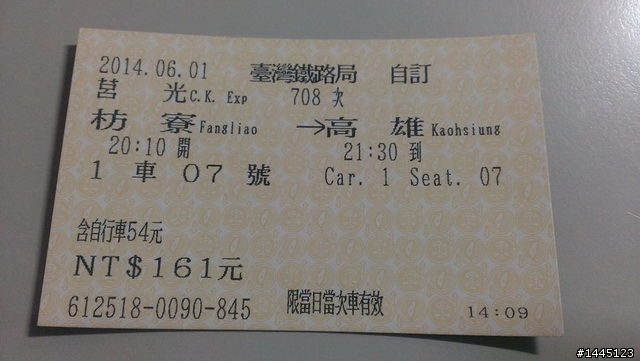 2014.06.01 臺灣鐵路局 自訂
莒 光 C.K. Exp 708 次
枋 寮 Fangliao →高 雄 Kaohsiung
20:10 開 21:30 到
1 車 07 號 Car. 1 Seat. 07
含自行車54元
NT$161元
612518-0090-845 限當日當次車有效 14:09
#1445123